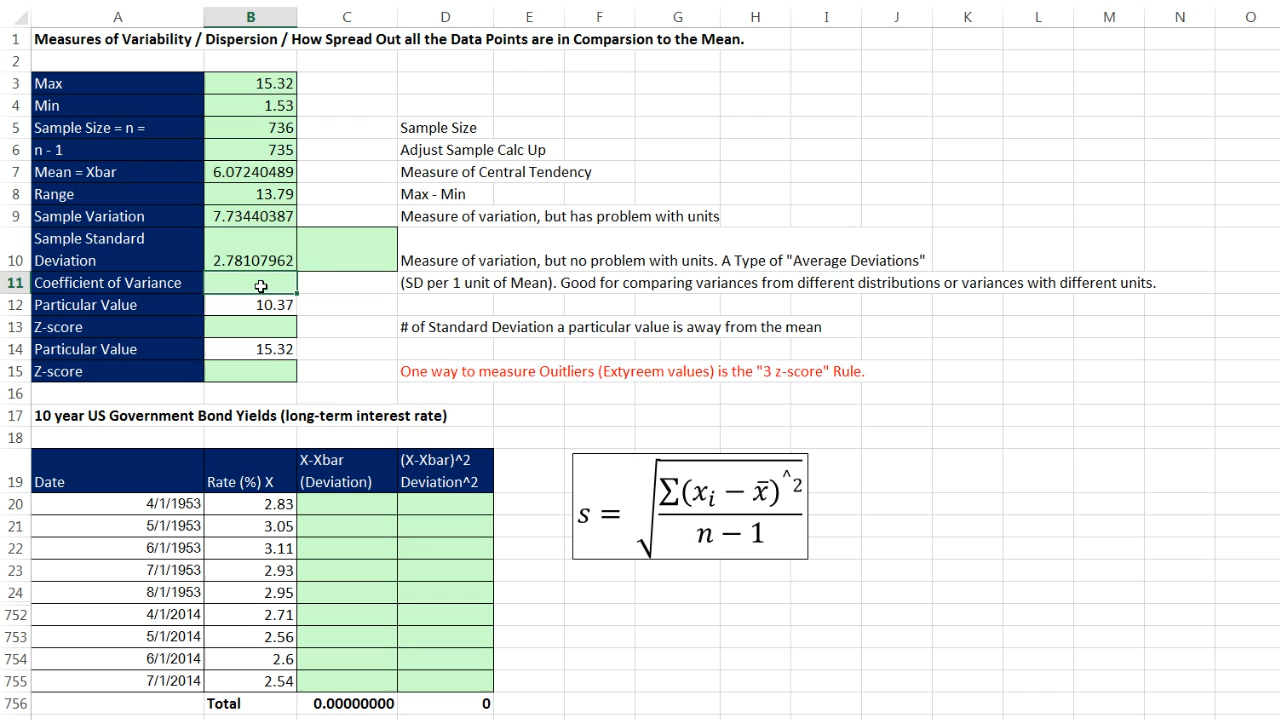 A B C D E F G H I J K L M N O
1 Measures of Variability / Dispersion / How Spread Out all the Data Points are in Comparsion to the Mean.
2
3 Max 15.32
4 Min 1.53
5 Sample Size = n = 736 Sample Size
6 n - 1 735 Adjust Sample Calc Up
7 Mean = Xbar 6.07240489 Measure of Central Tendency
8 Range 13.79 Max - Min
9 Sample Variation 7.73440387 Measure of variation, but has problem with units
Sample Standard
10 Deviation 2.78107962 Measure of variation, but no problem with units. A Type of "Average Deviations"
11 Coefficient of Variance (SD per 1 unit of Mean). Good for comparing variances from different distributions or variances with different units.
12 Particular Value 10.37
13 Z-score # of Standard Deviation a particular value is away from the mean
14 Particular Value 15.32
15 Z-score One way to measure Ouitliers (Extyreem values) is the "3 z-score" Rule.
16
17 10 year US Government Bond Yields (long-term interest rate)
18
X-Xbar (X-Xbar)^2
19 Date Rate (%) X (Deviation) Deviation^2
20 4/1/1953 2.83
21 5/1/1953 3.05
22 6/1/1953 3.11
23 7/1/1953 2.93
24 8/1/1953 2.95
752 4/1/2014 2.71
753 5/1/2014 2.56
754 6/1/2014 2.6
755 7/1/2014 2.54
756 Total 0.00000000 0
s = √(∑(xᵢ − x̄)^2 / n − 1)